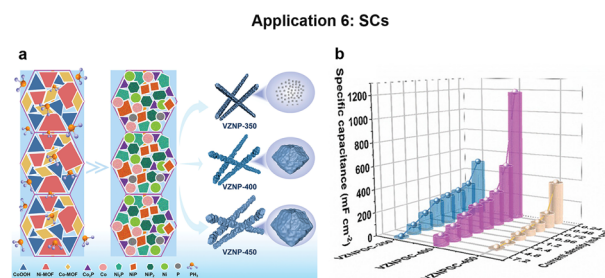 Application 6: SCs
a
VZNP-350
VZNP-400
VZNP-450
CoOOH Ni-MOF Co-MOF Co₂P Co Ni₂P NiP NiP₂ Ni P PH₃
b
Specific capacitance (mF cm⁻²)
1200
1000
800
600
400
200
0